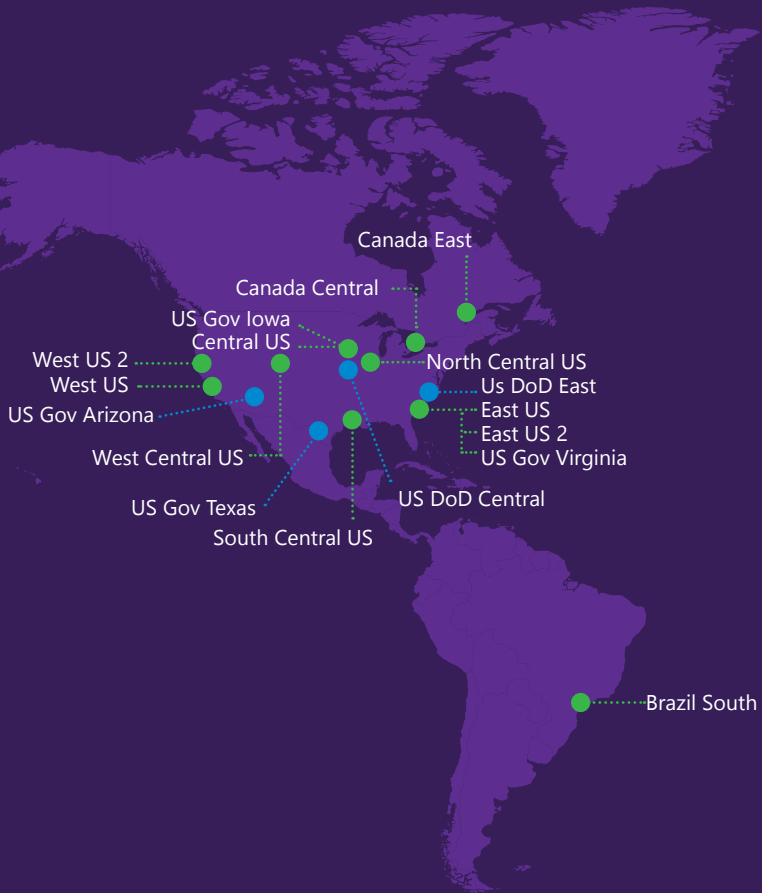 Canada East
Canada Central
US Gov Iowa
Central US
West US 2
North Central US
West US
Us DoD East
US Gov Arizona
East US
East US 2
West Central US
US Gov Virginia
US DoD Central
US Gov Texas
South Central US
Brazil South